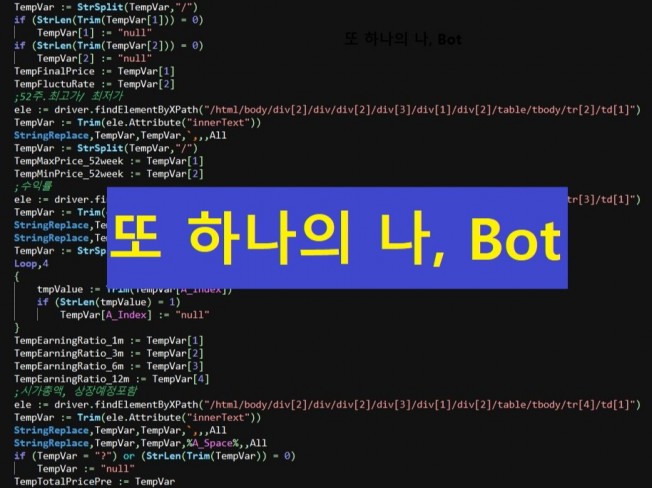 TempVar := StrSplit(TempVar,"/")
if (StrLen(Trim(TempVar[1])) = 0)
TempVar[1] := "null"
if (StrLen(Trim(TempVar[2])) = 0)
TempVar[2] := "null"
또 하나의 나, Bot
TempFinalPrice := TempVar[1]
TempFluctuRate := TempVar[2]
;52주.최고가/ 최저가
ele := driver.findElementByXPath("/html/body/div[2]/div/div[2]/div[3]/div[1]/div[2]/table/tbody/tr[2]/td[1]")
TempVar := Trim(ele.Attribute("innerText"))
StringReplace,TempVar,TempVar,`,,,All
TempVar := StrSplit(TempVar,"/")
TempMaxPrice_52week := TempVar[1]
TempMinPrice_52week := TempVar[2]
;수익률
ele := driver.fi tr[3]/td[1]")
TempVar := Trim(
StringReplace,Te
StringReplace,Te
TempVar := StrSp
또 하나의 나, Bot
Loop,4
{
tmpValue := Trim(TempVar[A_Index])
if (StrLen(tmpValue) = 1)
TempVar[A_Index] := "null"
}
TempEarningRatio_1m := TempVar[1]
TempEarningRatio_3m := TempVar[2]
TempEarningRatio_6m := TempVar[3]
TempEarningRatio_12m := TempVar[4]
;시가총액, 상장예정포함
ele := driver.findElementByXPath("/html/body/div[2]/div/div[2]/div[3]/div[1]/div[2]/table/tbody/tr[4]/td[1]")
TempVar := Trim(ele.Attribute("innerText"))
StringReplace,TempVar,TempVar,`,,,All
StringReplace,TempVar,TempVar,%A_Space%,,All
if (TempVar = "?") or (StrLen(Trim(TempVar)) = 0)
TempVar := "null"
TempTotalPricePre := TempVar